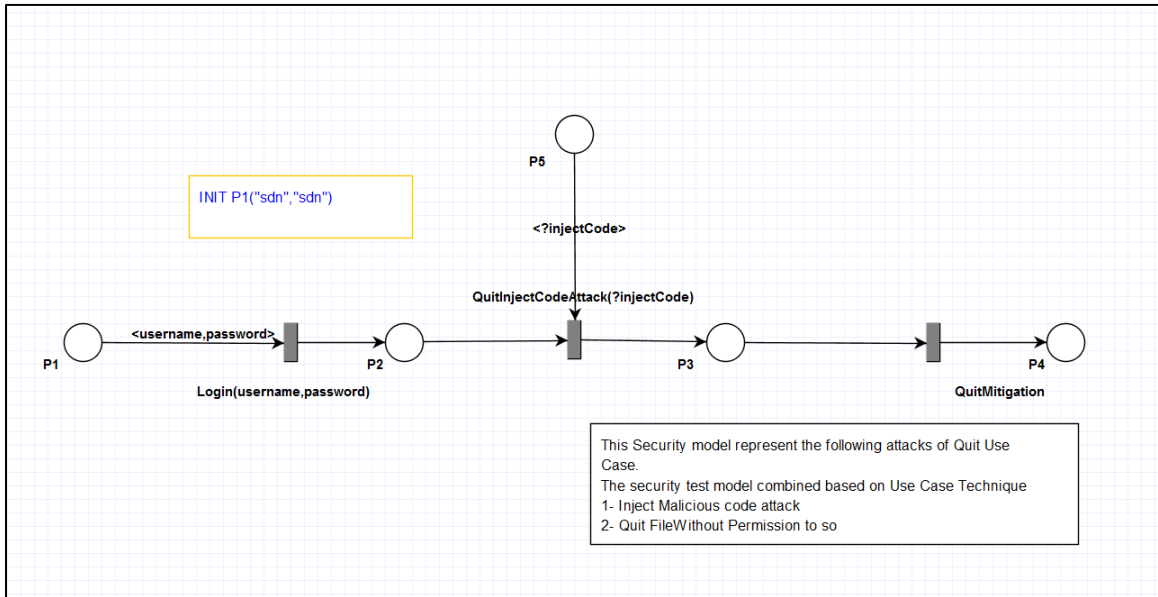 P5
INIT P1("sdn","sdn")
<?injectCode>
QuitInjectCodeAttack(?injectCode)
<username,password>
P1
P2
P3
P4
Login(username,password)
QuitMitigation
This Security model represent the following attacks of Quit Use
Case.
The security test model combined based on Use Case Technique
1- Inject Malicious code attack
2- Quit FileWithout Permission to so